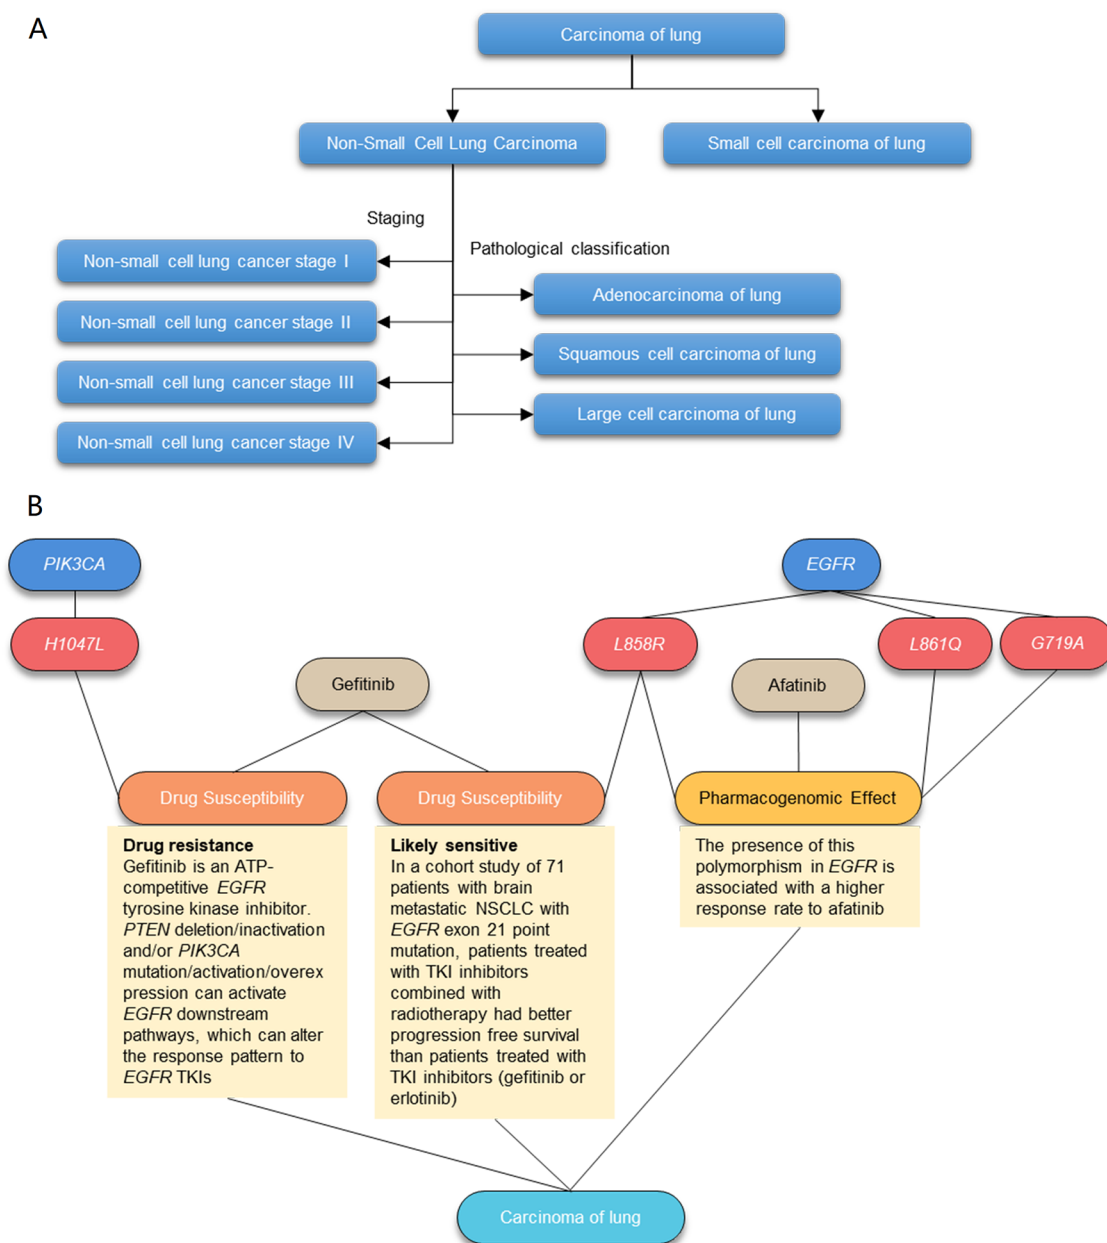 A
Carcinoma of lung
Non-Small Cell Lung Carcinoma
Small cell carcinoma of lung
Staging
Pathological classification
Non-small cell lung cancer stage I
Non-small cell lung cancer stage II
Non-small cell lung cancer stage III
Non-small cell lung cancer stage IV
Adenocarcinoma of lung
Squamous cell carcinoma of lung
Large cell carcinoma of lung
B
PIK3CA
EGFR
H1047L
L858R
L861Q
G719A
Gefitinib
Afatinib
Drug Susceptibility
Drug resistance
Gefitinib is an ATP-
competitive EGFR
tyrosine kinase inhibitor.
PTEN deletion/inactivation
and/or PIK3CA
mutation/activation/overex
pression can activate
EGFR downstream
pathways, which can alter
the response pattern to
EGFR TKIs
Drug Susceptibility
Likely sensitive
In a cohort study of 71
patients with brain
metastatic NSCLC with
EGFR exon 21 point
mutation, patients treated
with TKI inhibitors
combined with
radiotherapy had better
progression free survival
than patients treated with
TKI inhibitors (gefitinib or
erlotinib)
Pharmacogenomic Effect
The presence of this
polymorphism in EGFR is
associated with a higher
response rate to afatinib
Carcinoma of lung